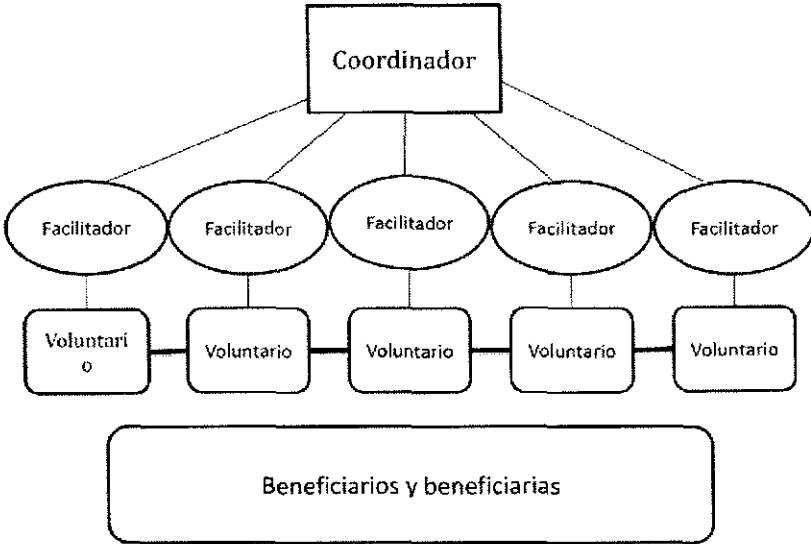 Coordinador
Facilitador
Facilitador
Facilitador
Facilitador
Facilitador
Voluntari
o
Voluntario
Voluntario
Voluntario
Voluntario
Beneficiarios y beneficiarias